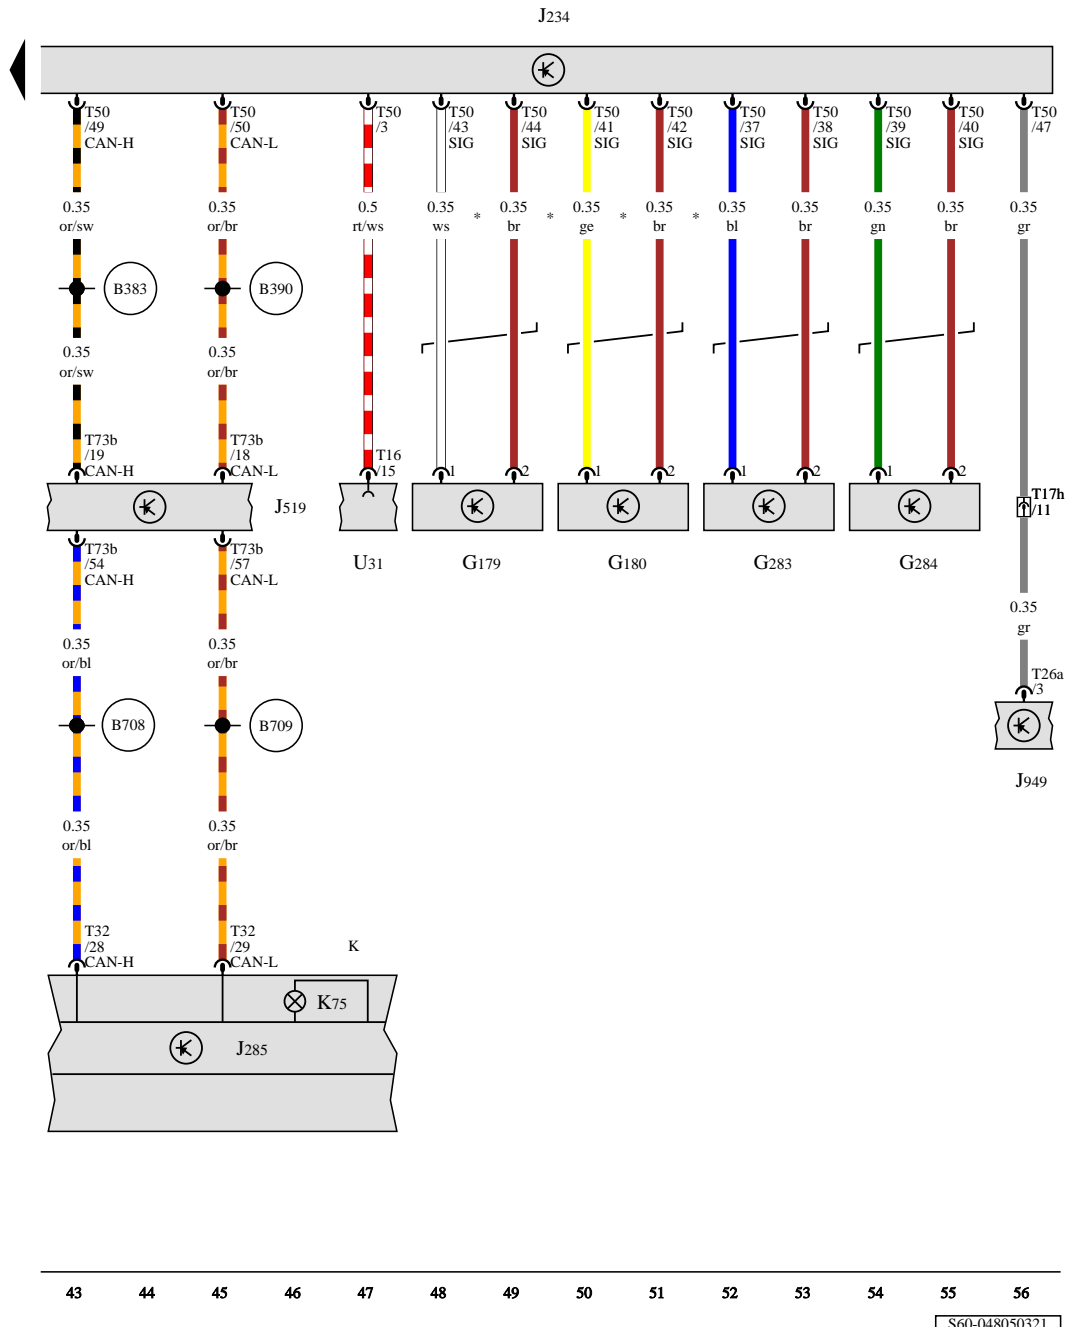 J234
T50 T50 T50 T50 T50 T50 T50 T50 T50 T50 T50 T50
/49 /50 /3 /43 /44 /41 /42 /37 /38 /39 /40 /47
CAN-H CAN-L SIG SIG SIG SIG SIG SIG SIG SIG
0.35 0.35 0.5 0.35 * 0.35 * 0.35 * 0.35 * 0.35 0.35 0.35 0.35 0.35
or/sw or/br rt/ws ws br ge br bl br gn br gr
B383 B390
0.35 0.35
or/sw or/br
T73b T73b T16
/19 /18 /15
CAN-H CAN-L 1 2 1 2 1 2 1 2
J519
T17h
/11
T73b T73b
/54 /57
CAN-H CAN-L
U31 G179 G180 G283 G284
0.35
gr
0.35 0.35
or/bl or/br
T26a
/3
B708 B709
J949
0.35 0.35
or/bl or/br
T32 T32
/28 /29 K
CAN-H CAN-L
K75
J285
43 44 45 46 47 48 49 50 51 52 53 54 55 56
S60-048050321